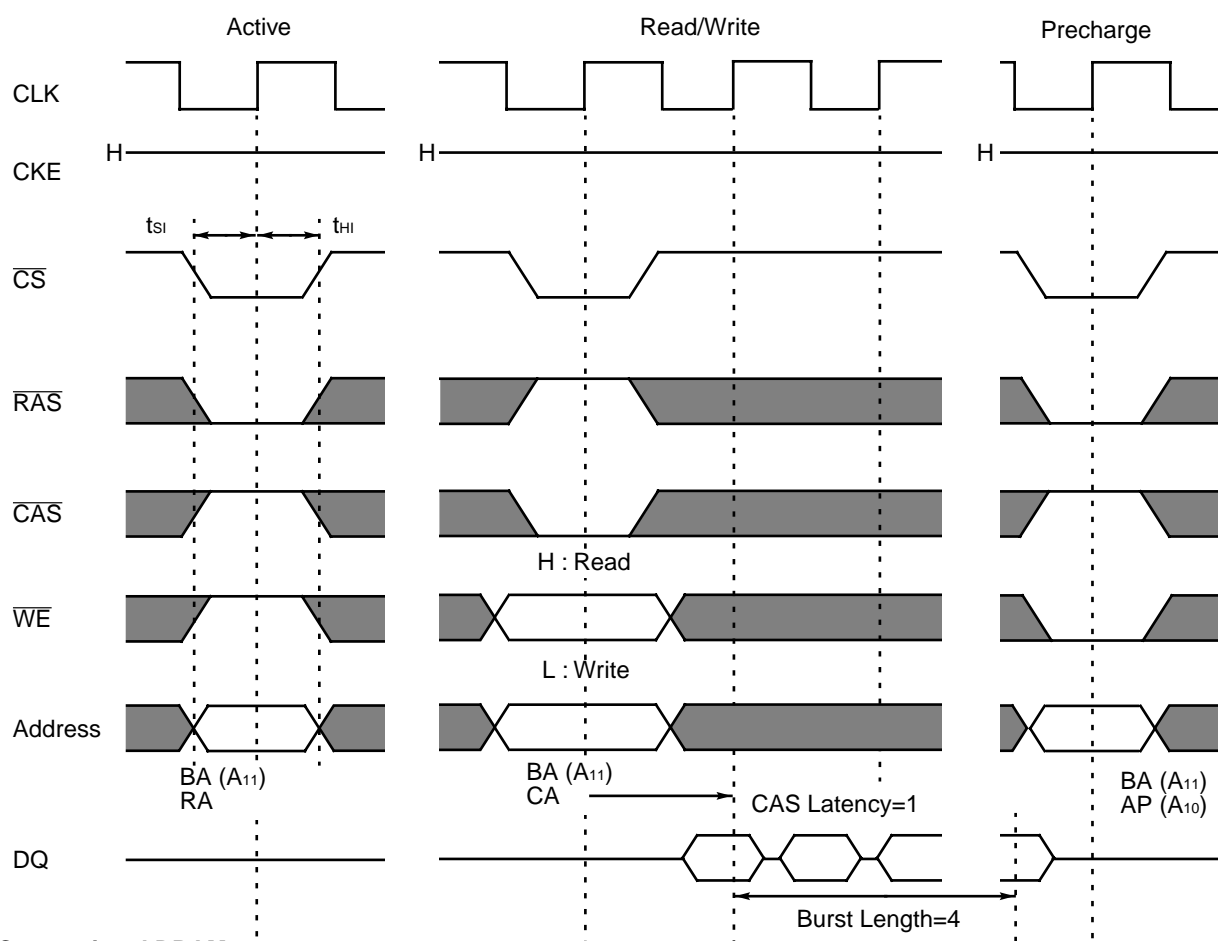 Active
Read/Write
Precharge
CLK
H
H
H
CKE
tSI
tHI
CS
RAS
CAS
H : Read
WE
L : Write
Address
BA (A11)
RA
BA (A11)
CA
CAS Latency=1
BA (A11)
AP (A10)
DQ
Burst Length=4